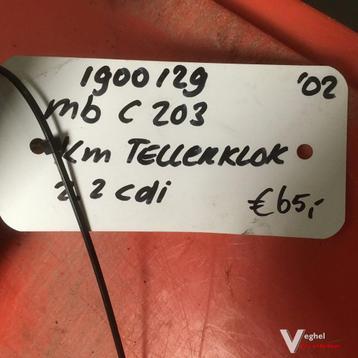 1900129 '02
mb C 203
Km TELLERKLOK
2.2 cdi
€65,-
Veghel